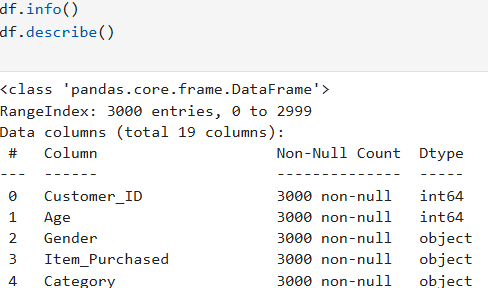 df.info()
df.describe()
<class 'pandas.core.frame.DataFrame'>
RangeIndex: 3000 entries, 0 to 2999
Data columns (total 19 columns):
 #   Column                    Non-Null Count  Dtype
---  ------                    --------------  -----
 0   Customer_ID               3000 non-null   int64
 1   Age                       3000 non-null   int64
 2   Gender                    3000 non-null   object
 3   Item_Purchased            3000 non-null   object
 4   Category                  3000 non-null   object